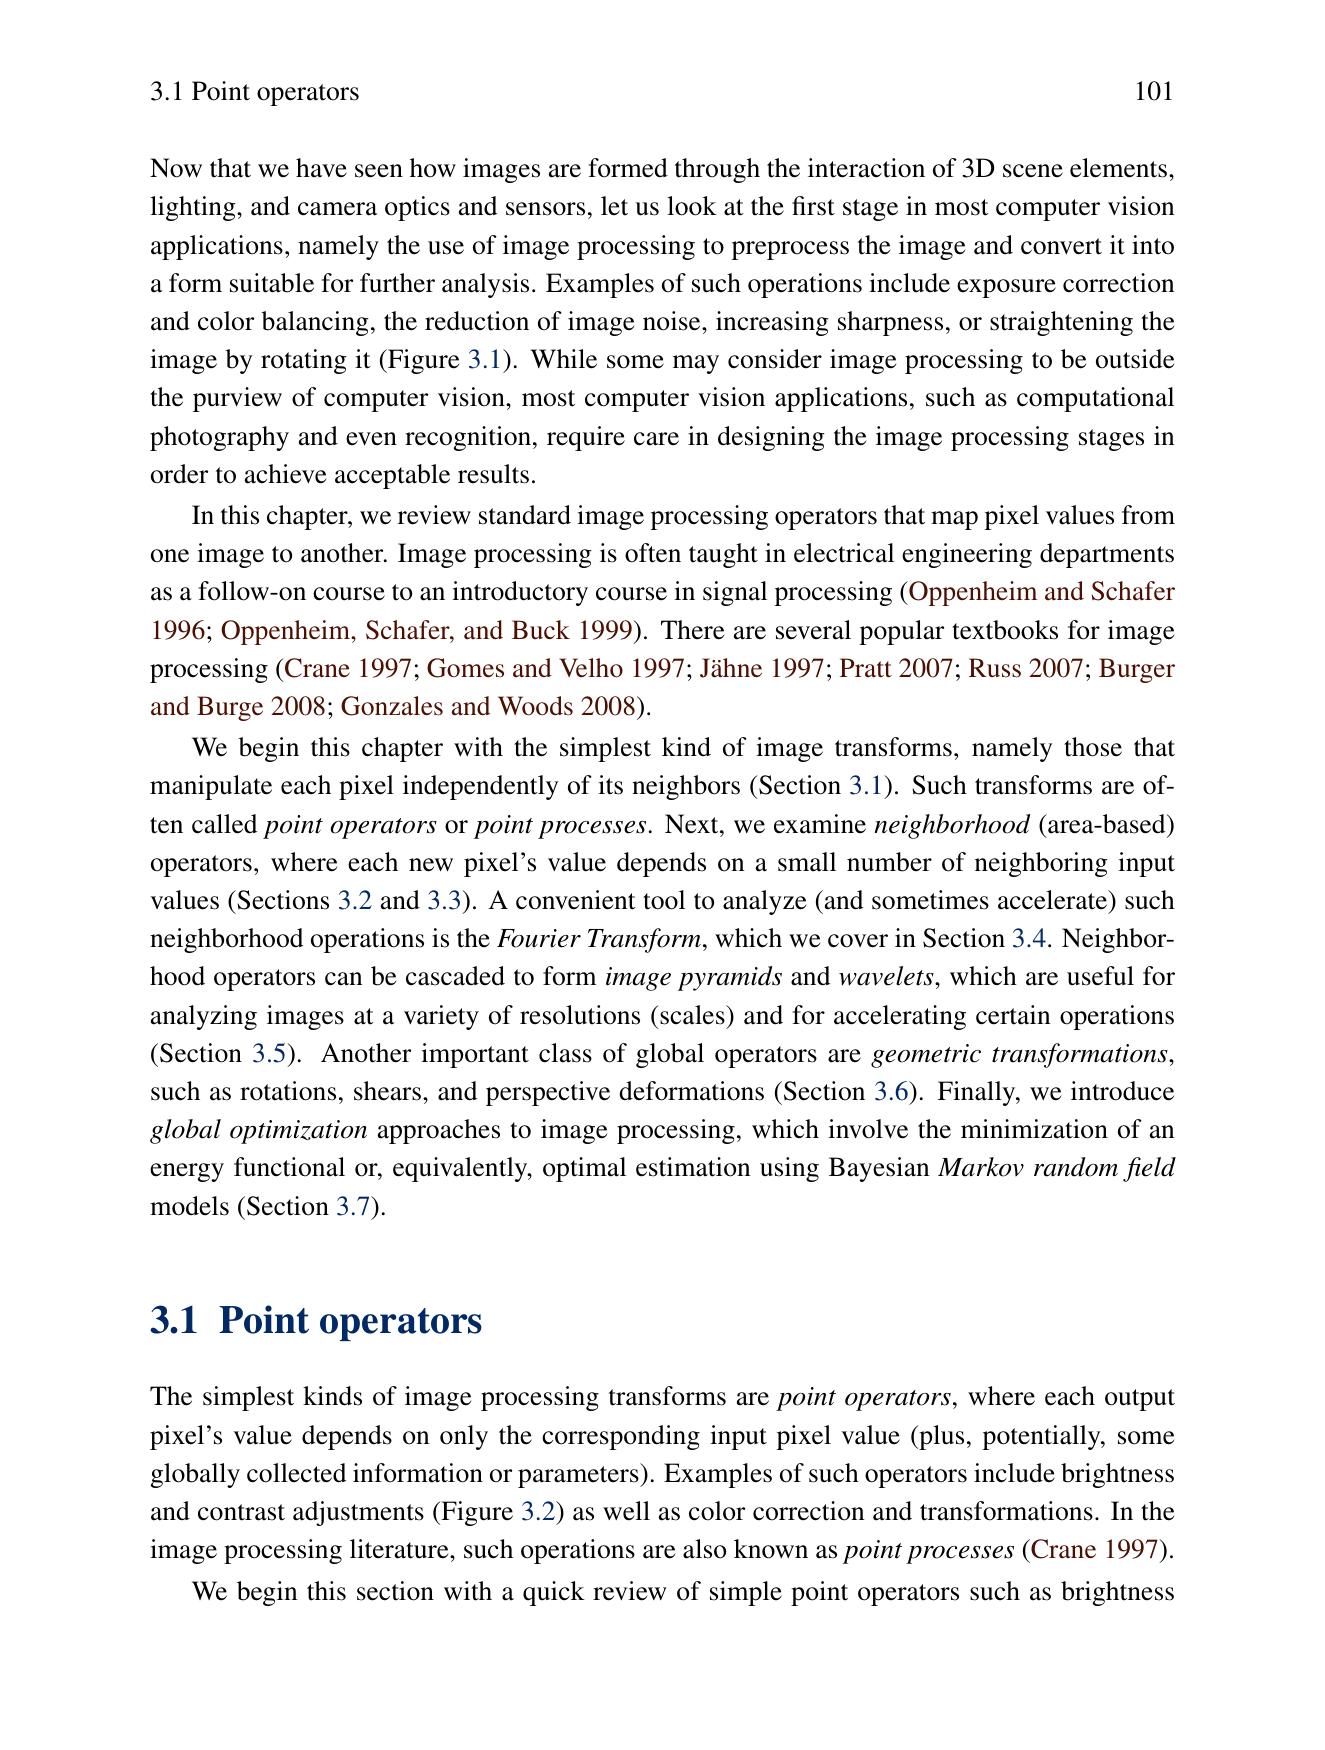 3.1 Point operators 101
Now that we have seen how images are formed through the interaction of 3D scene elements,
lighting, and camera optics and sensors, let us look at the first stage in most computer vision
applications, namely the use of image processing to preprocess the image and convert it into
a form suitable for further analysis. Examples of such operations include exposure correction
and color balancing, the reduction of image noise, increasing sharpness, or straightening the
image by rotating it (Figure 3.1). While some may consider image processing to be outside
the purview of computer vision, most computer vision applications, such as computational
photography and even recognition, require care in designing the image processing stages in
order to achieve acceptable results.
In this chapter, we review standard image processing operators that map pixel values from
one image to another. Image processing is often taught in electrical engineering departments
as a follow-on course to an introductory course in signal processing (Oppenheim and Schafer
1996; Oppenheim, Schafer, and Buck 1999). There are several popular textbooks for image
processing (Crane 1997; Gomes and Velho 1997; Jähne 1997; Pratt 2007; Russ 2007; Burger
and Burge 2008; Gonzales and Woods 2008).
We begin this chapter with the simplest kind of image transforms, namely those that
manipulate each pixel independently of its neighbors (Section 3.1). Such transforms are of-
ten called point operators or point processes. Next, we examine neighborhood (area-based)
operators, where each new pixel's value depends on a small number of neighboring input
values (Sections 3.2 and 3.3). A convenient tool to analyze (and sometimes accelerate) such
neighborhood operations is the Fourier Transform, which we cover in Section 3.4. Neighbor-
hood operators can be cascaded to form image pyramids and wavelets, which are useful for
analyzing images at a variety of resolutions (scales) and for accelerating certain operations
(Section 3.5). Another important class of global operators are geometric transformations,
such as rotations, shears, and perspective deformations (Section 3.6). Finally, we introduce
global optimization approaches to image processing, which involve the minimization of an
energy functional or, equivalently, optimal estimation using Bayesian Markov random field
models (Section 3.7).
3.1 Point operators
The simplest kinds of image processing transforms are point operators, where each output
pixel's value depends on only the corresponding input pixel value (plus, potentially, some
globally collected information or parameters). Examples of such operators include brightness
and contrast adjustments (Figure 3.2) as well as color correction and transformations. In the
image processing literature, such operations are also known as point processes (Crane 1997).
We begin this section with a quick review of simple point operators such as brightness